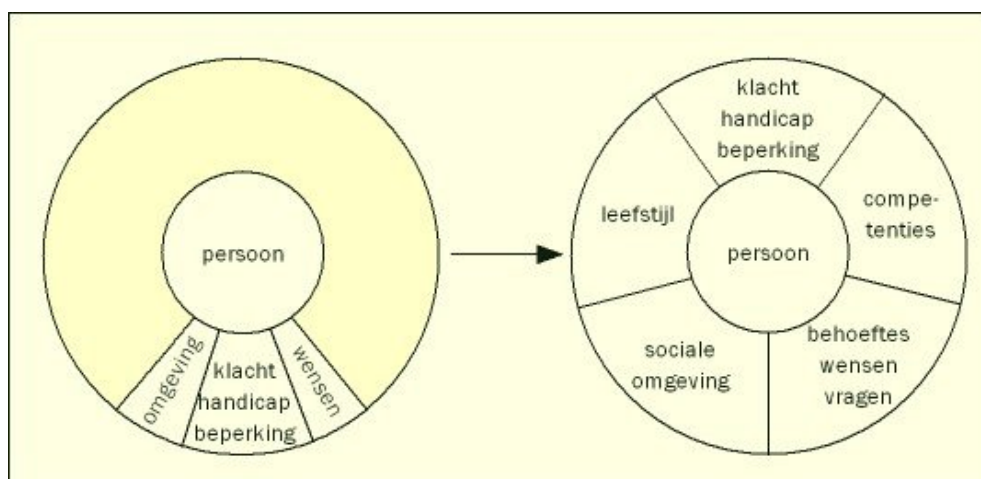 persoon
omgeving
klacht
handicap
beperking
wensen
klacht
handicap
beperking
leefstijl
compe-
tenties
persoon
sociale
omgeving
behoeftes
wensen
vragen